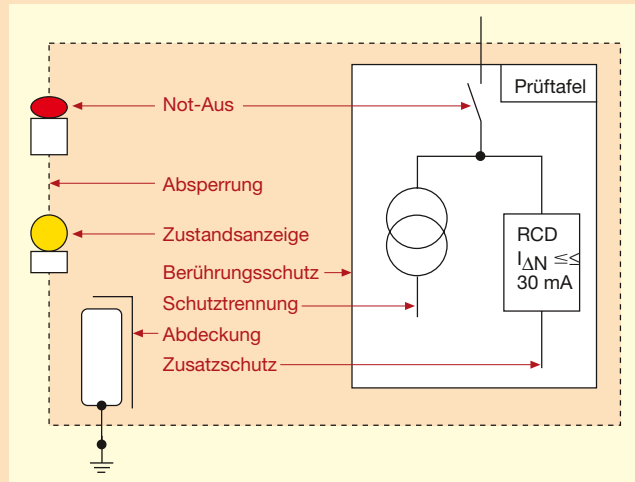 Prüftafel
Not-Aus
Absperrung
Zustandsanzeige
Berührungsschutz
Schutztrennung
Abdeckung
Zusatzschutz
RCD
IΔN ≤≤
30 mA